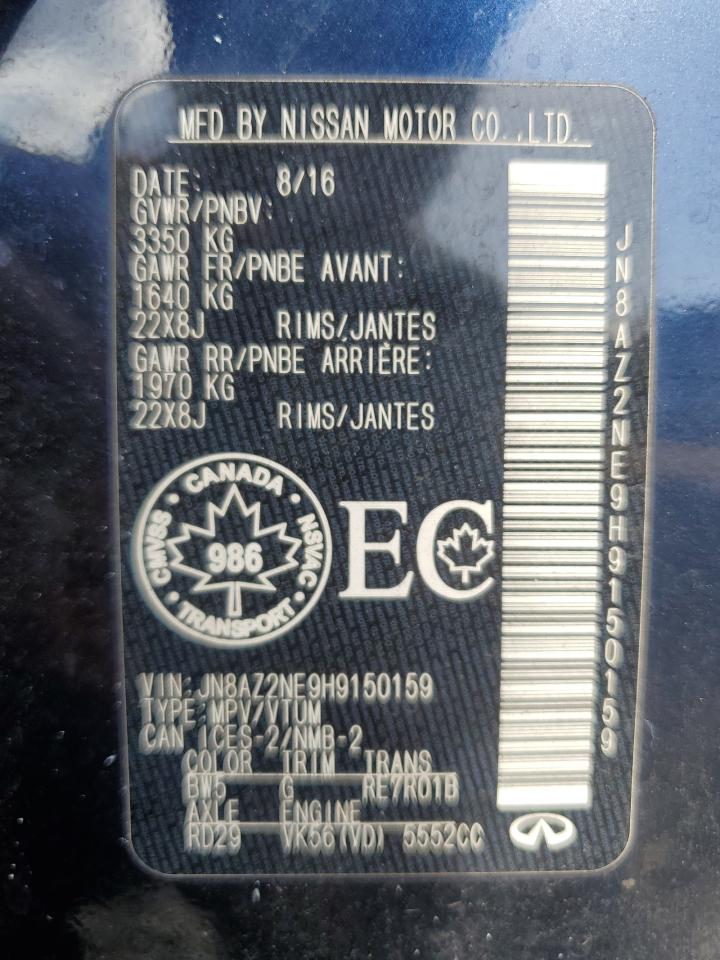 MFD BY NISSAN MOTOR CO.,LTD.
DATE: 8/16
GVWR/PNBV:
3350 KG
GAWR FR/PNBE AVANT:
1640 KG
22X8J RIMS/JANTES
GAWR RR/PNBE ARRIÈRE:
1970 KG
22X8J RIMS/JANTES
CANADA
CMVSS
NSVAC
986
TRANSPORT
EC
VIN:JN8AZ2NE9H9150159
TYPE:MPV/VTUM
CAN ICES-2/NMB-2
COLOR TRIM TRANS
BW5 G RE7R01B
AXLE ENGINE
RD29 VK56(VD) 5552CC
JN8AZ2NE9H9150159